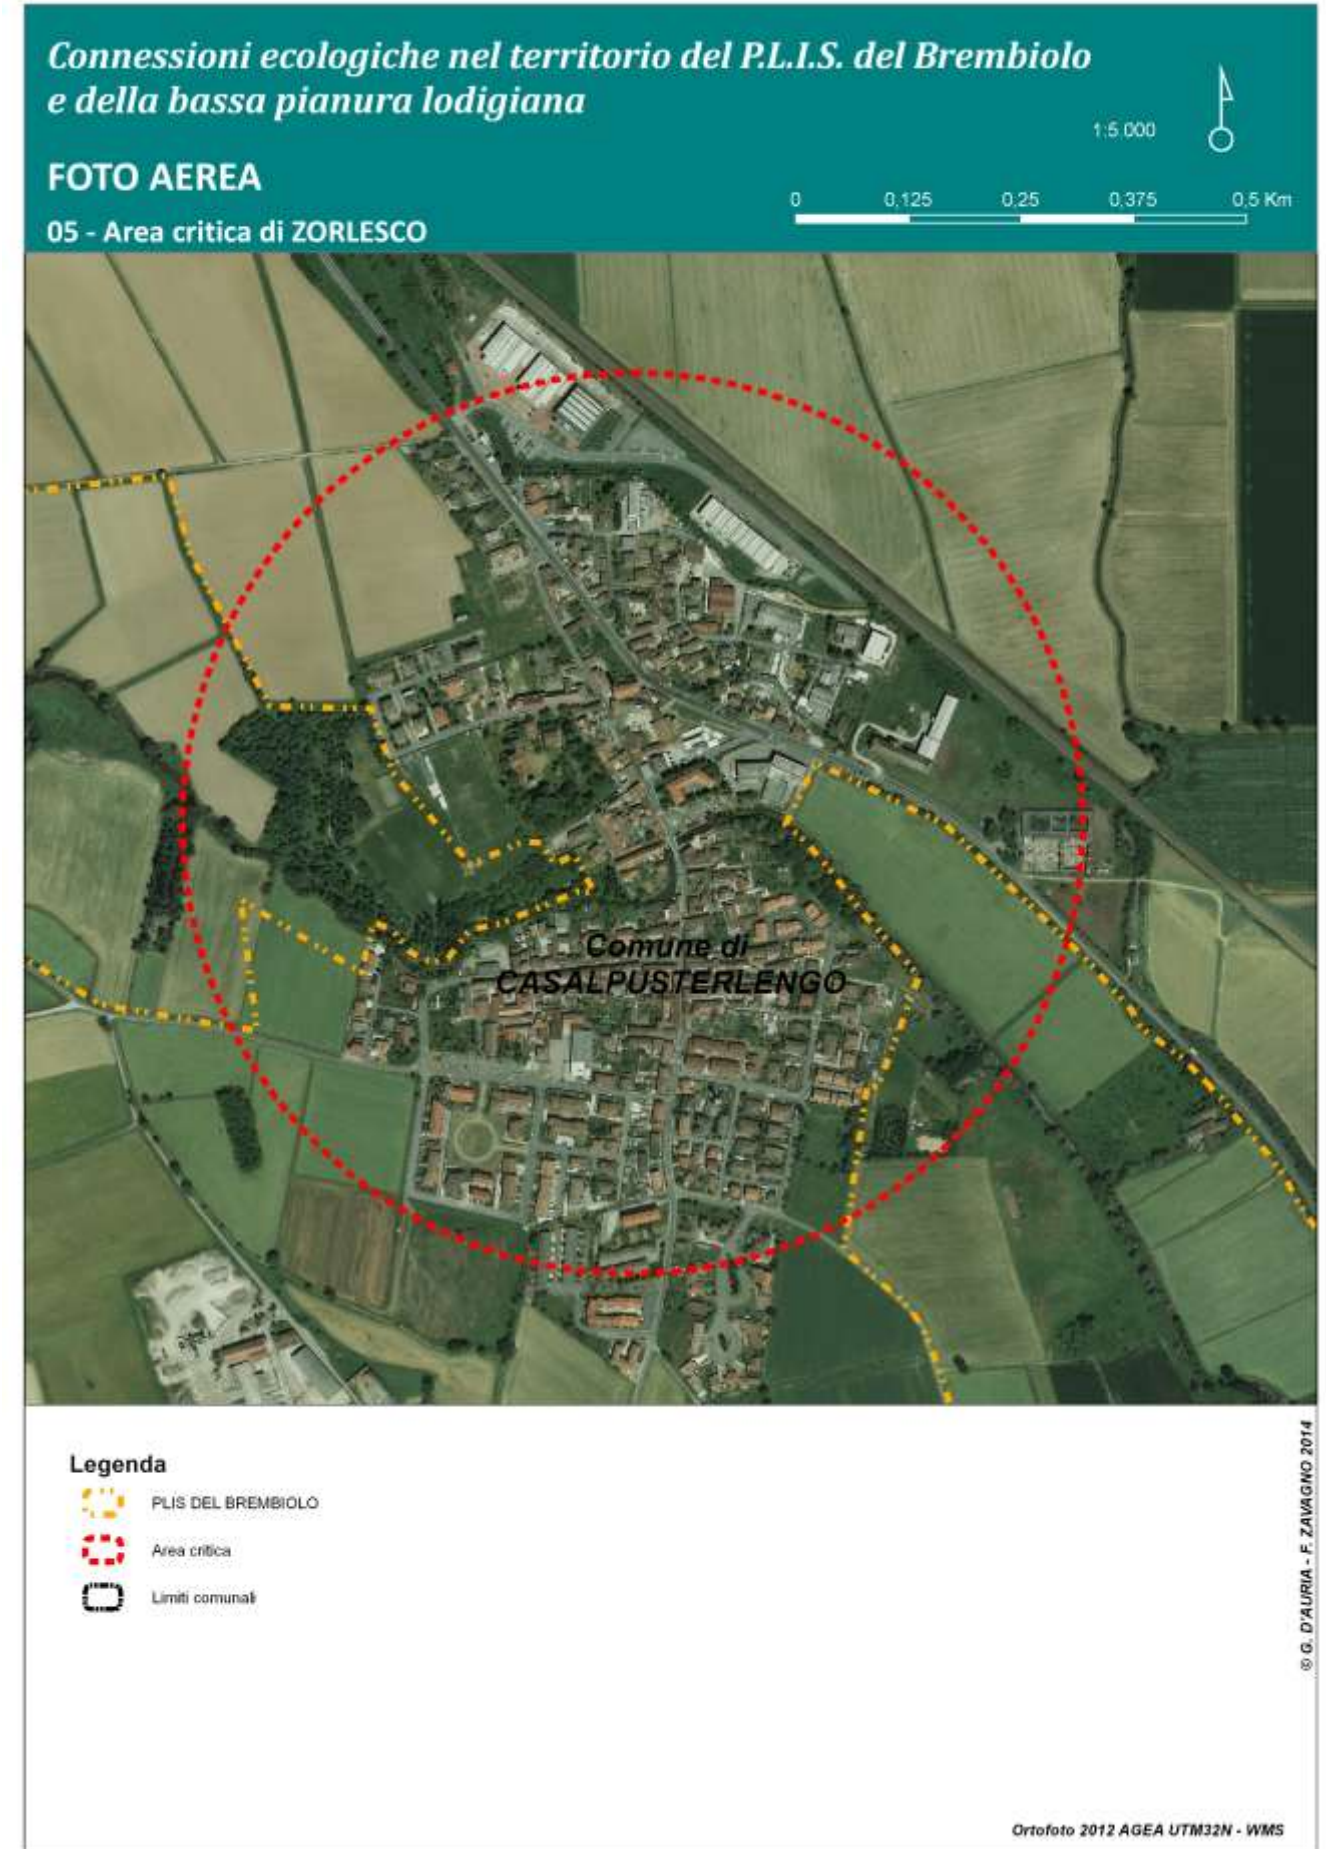 Connessioni ecologiche nel territorio del P.L.I.S. del Brembiolo
e della bassa pianura lodigiana
1:5.000
FOTO AEREA
0 0,125 0,25 0,375 0,5 Km
05 - Area critica di ZORLESCO
Comune di
CASALPUSTERLENGO
Legenda
PLIS DEL BREMBIOLO
Area critica
Limiti comunali
© G. D'AURIA - F. ZAVAGNO 2014
Ortofoto 2012 AGEA UTM32N - WMS